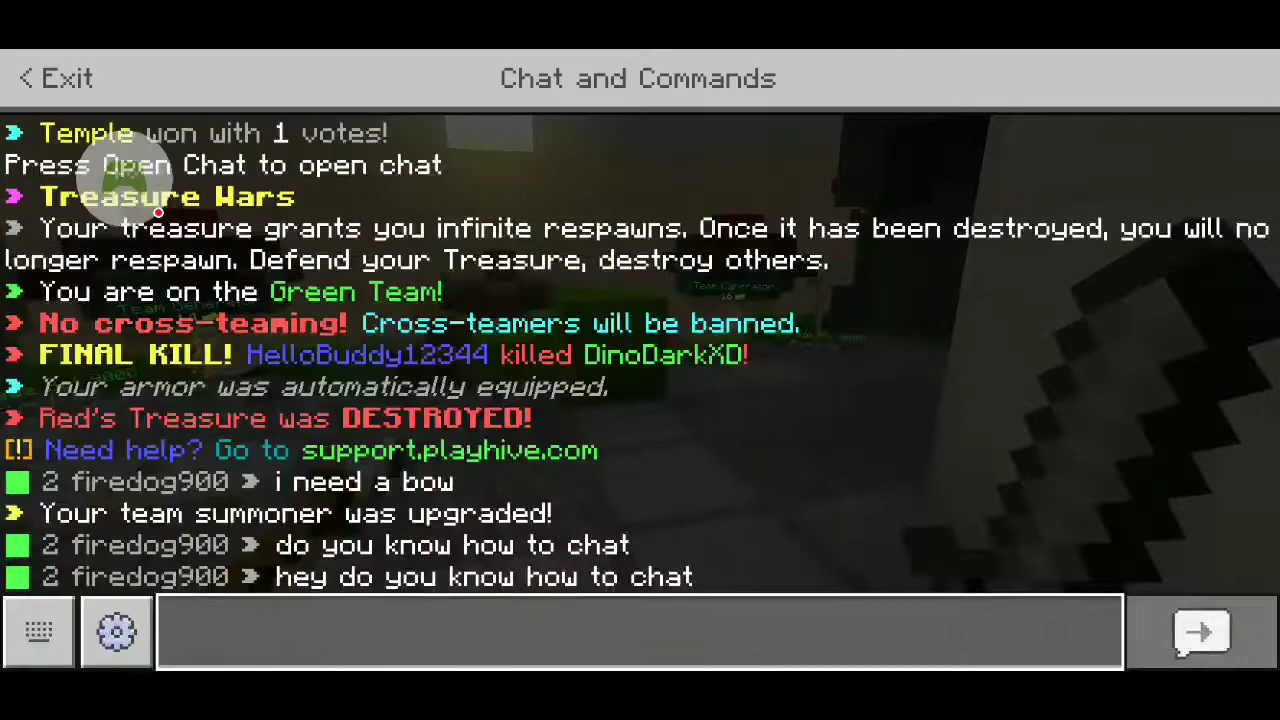 < Exit
Chat and Commands
Temple won with 1 votes!
Press Open Chat to open chat
Treasure Wars
Your treasure grants you infinite respawns. Once it has been destroyed, you will no
longer respawn. Defend your Treasure, destroy others.
You are on the Green Team!
Team Generator
16
No cross-teaming! Cross-teamers will be banned.
FINAL KILL! HelloBuddy12344 killed DinoDarkXD!
Your armor was automatically equipped.
Red's Treasure was DESTROYED!
[!] Need help? Go to support.playhive.com
2 firedog900 » i need a bow
Your team summoner was upgraded!
2 firedog900 » do you know how to chat
2 firedog900 » hey do you know how to chat